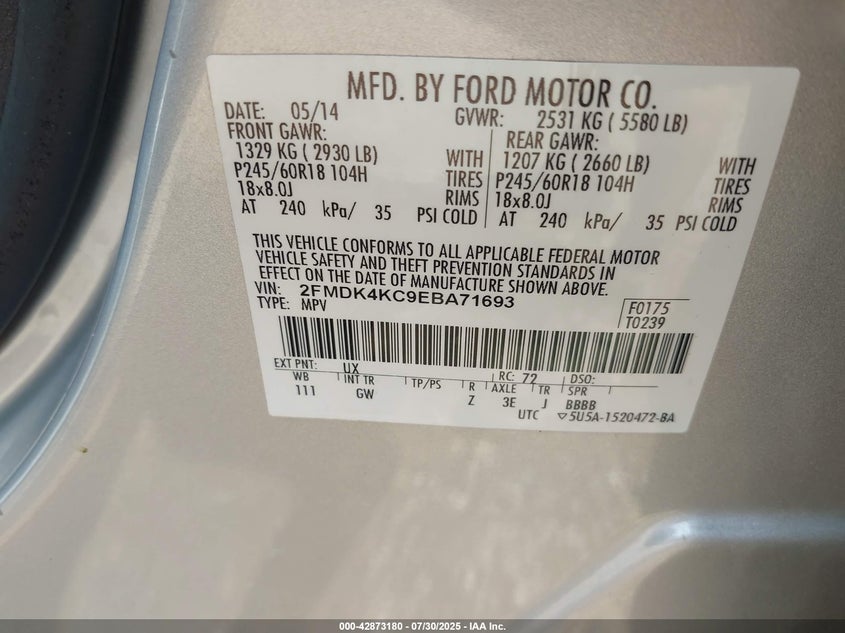 MFD. BY FORD MOTOR CO.
DATE: 05/14 GVWR: 2531 KG ( 5580 LB)
FRONT GAWR: REAR GAWR:
1329 KG ( 2930 LB) WITH 1207 KG ( 2660 LB) WITH
P245/60R18 104H TIRES P245/60R18 104H TIRES
18x8.0J RIMS 18x8.0J RIMS
AT 240 kPa/ 35 PSI COLD AT 240 kPa/ 35 PSI COLD
THIS VEHICLE CONFORMS TO ALL APPLICABLE FEDERAL MOTOR
VEHICLE SAFETY AND THEFT PREVENTION STANDARDS IN
EFFECT ON THE DATE OF MANUFACTURE SHOWN ABOVE.
VIN: 2FMDK4KC9EBA71693
TYPE: MPV
F0175
T0239
EXT PNT: UX RC: 72 DSO:
WB INT TR TP/PS R AXLE TR SPR
111 GW Z 3E J BBBB
UTC ▽5U5A-1520472-BA
000-42873180 - 07/30/2025 - IAA Inc.